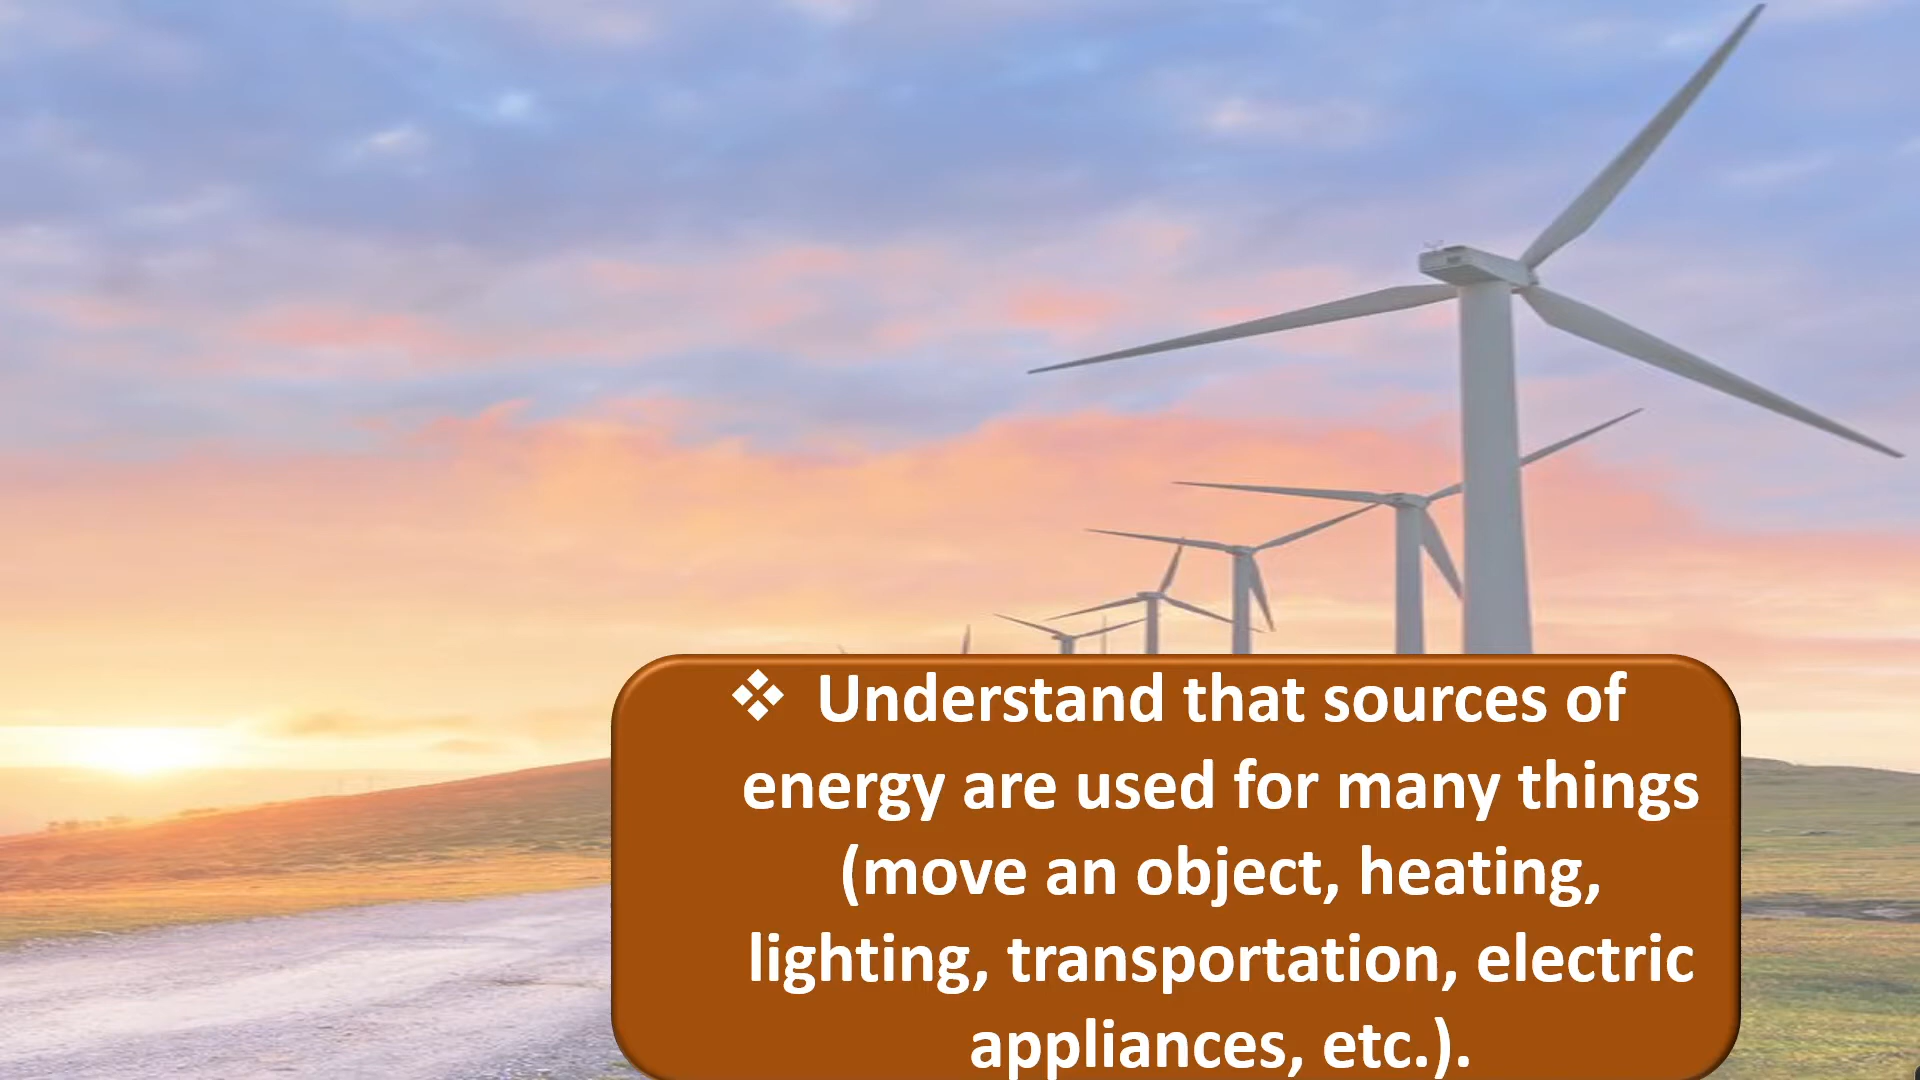 ❖ Understand that sources of
energy are used for many things
(move an object, heating,
lighting, transportation, electric
appliances, etc.).